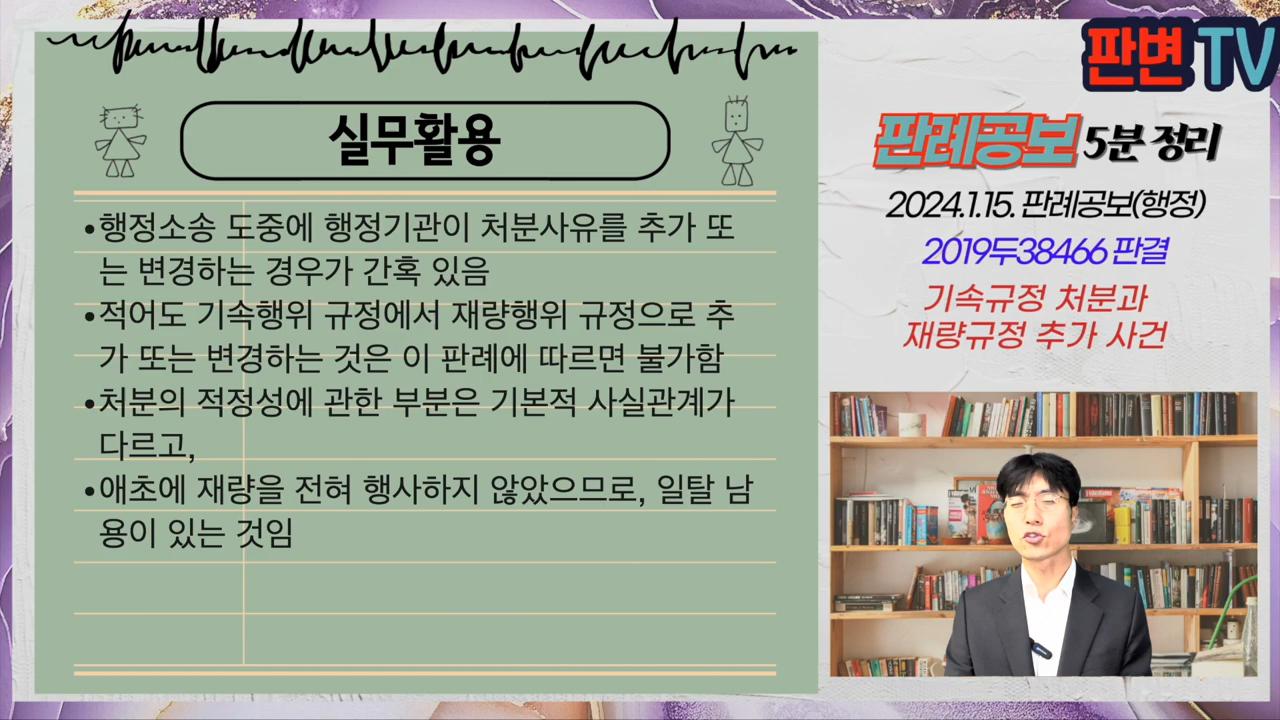 판변 TV
실무활용
•행정소송 도중에 행정기관이 처분사유를 추가 또
는 변경하는 경우가 간혹 있음
•적어도 기속행위 규정에서 재량행위 규정으로 추
가 또는 변경하는 것은 이 판례에 따르면 불가함
•처분의 적정성에 관한 부분은 기본적 사실관계가
다르고,
•애초에 재량을 전혀 행사하지 않았으므로, 일탈 남
용이 있는 것임
판례공보 5분 정리
2024.1.15. 판례공보(행정)
2019두38466 판결
기속규정 처분과
재량규정 추가 사건